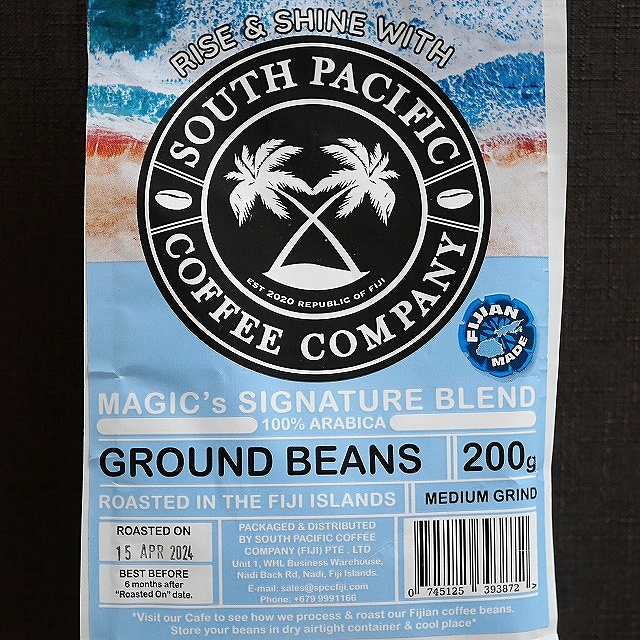 RISE & SHINE WITH
SOUTH PACIFIC
COFFEE COMPANY
EST 2020 REPUBLIC OF FIJI
FIJIAN
MADE
MAGIC's SIGNATURE BLEND
100% ARABICA
GROUND BEANS
200g
ROASTED IN THE FIJI ISLANDS
MEDIUM GRIND
ROASTED ON
15 APR 2024
BEST BEFORE
6 months after
"Roasted On" date.
PACKAGED & DISTRIBUTED
BY SOUTH PACIFIC COFFEE
COMPANY (FIJI) PTE . LTD
Unit 1, WHL Business Warehouse,
Nadi Back Rd, Nadi, Fiji Islands.
E-mail: sales@spccfiji.com
Phone: +679 9991166
0 745125 393872 >
*Visit our Cafe to see how we process & roast our Fijian coffee beans.
Store your beans in dry airtight container & cool place*